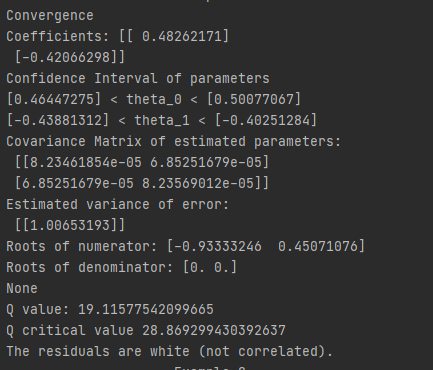 Convergence
Coefficients: [[ 0.48262171]
 [-0.42066298]]
Confidence Interval of parameters
[0.46447275] < theta_0 < [0.50077067]
[-0.43881312] < theta_1 < [-0.40251284]
Covariance Matrix of estimated parameters:
 [[8.23461854e-05 6.85251679e-05]
 [6.85251679e-05 8.23569012e-05]]
Estimated variance of error:
 [[1.00653193]]
Roots of numerator: [-0.93333246  0.45071076]
Roots of denominator: [0. 0.]
None
Q value: 19.11577542099665
Q critical value 28.869299430392637
The residuals are white (not correlated).